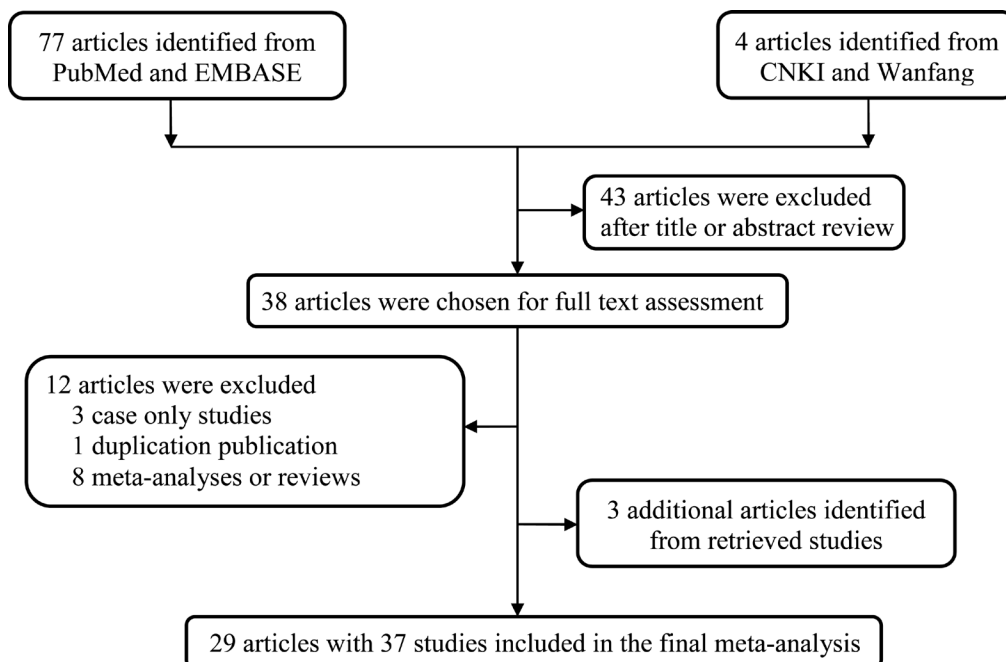 77 articles identified from
PubMed and EMBASE
4 articles identified from
CNKI and Wanfang
43 articles were excluded
after title or abstract review
38 articles were chosen for full text assessment
12 articles were excluded
3 case only studies
1 duplication publication
8 meta-analyses or reviews
3 additional articles identified
from retrieved studies
29 articles with 37 studies included in the final meta-analysis